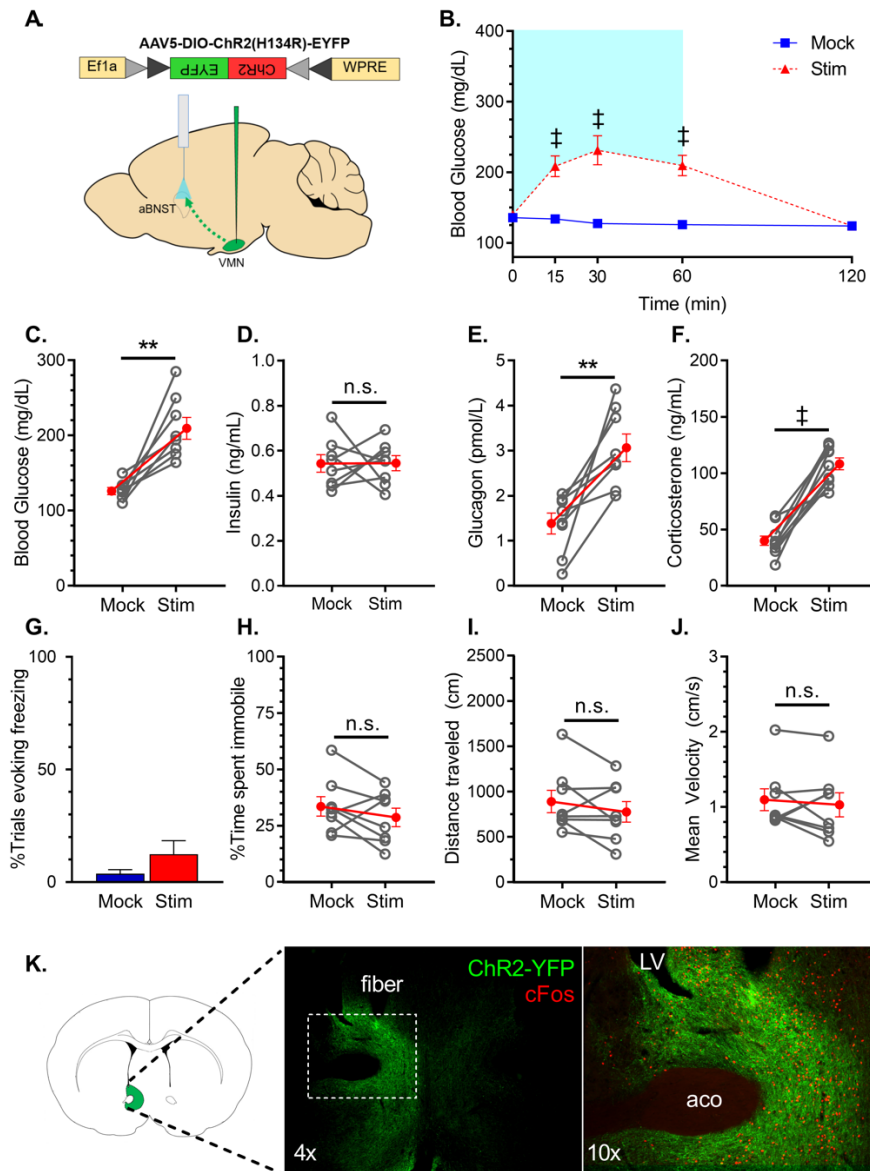 A.
AAV5-DIO-ChR2(H134R)-EYFP
Ef1a EYFP ChR2 WPRE
aBNST
VMN
B.
Blood Glucose (mg/dL)
400
350
300
250
200
150
100
‡ ‡ ‡
Mock
Stim
0 15 30 60 120
Time (min)
C.
Blood Glucose (mg/dL)
300
200
100
0
**
Mock Stim
D.
Insulin (ng/mL)
1.0
0.8
0.6
0.4
0.2
0.0
n.s.
Mock Stim
E.
Glucagon (pmol/L)
5
4
3
2
1
0
**
Mock Stim
F.
Corticosterone (ng/mL)
200
150
100
50
0
‡
Mock Stim
G.
%Trials evoking freezing
100
50
0
Mock Stim
H.
%Time spent immobile
100
75
50
25
0
n.s.
Mock Stim
I.
Distance traveled (cm)
2500
2000
1500
1000
500
0
n.s.
Mock Stim
J.
Mean Velocity (cm/s)
3
2
1
0
n.s.
Mock Stim
K.
fiber
ChR2-YFP
cFos
4x
LV
aco
10x